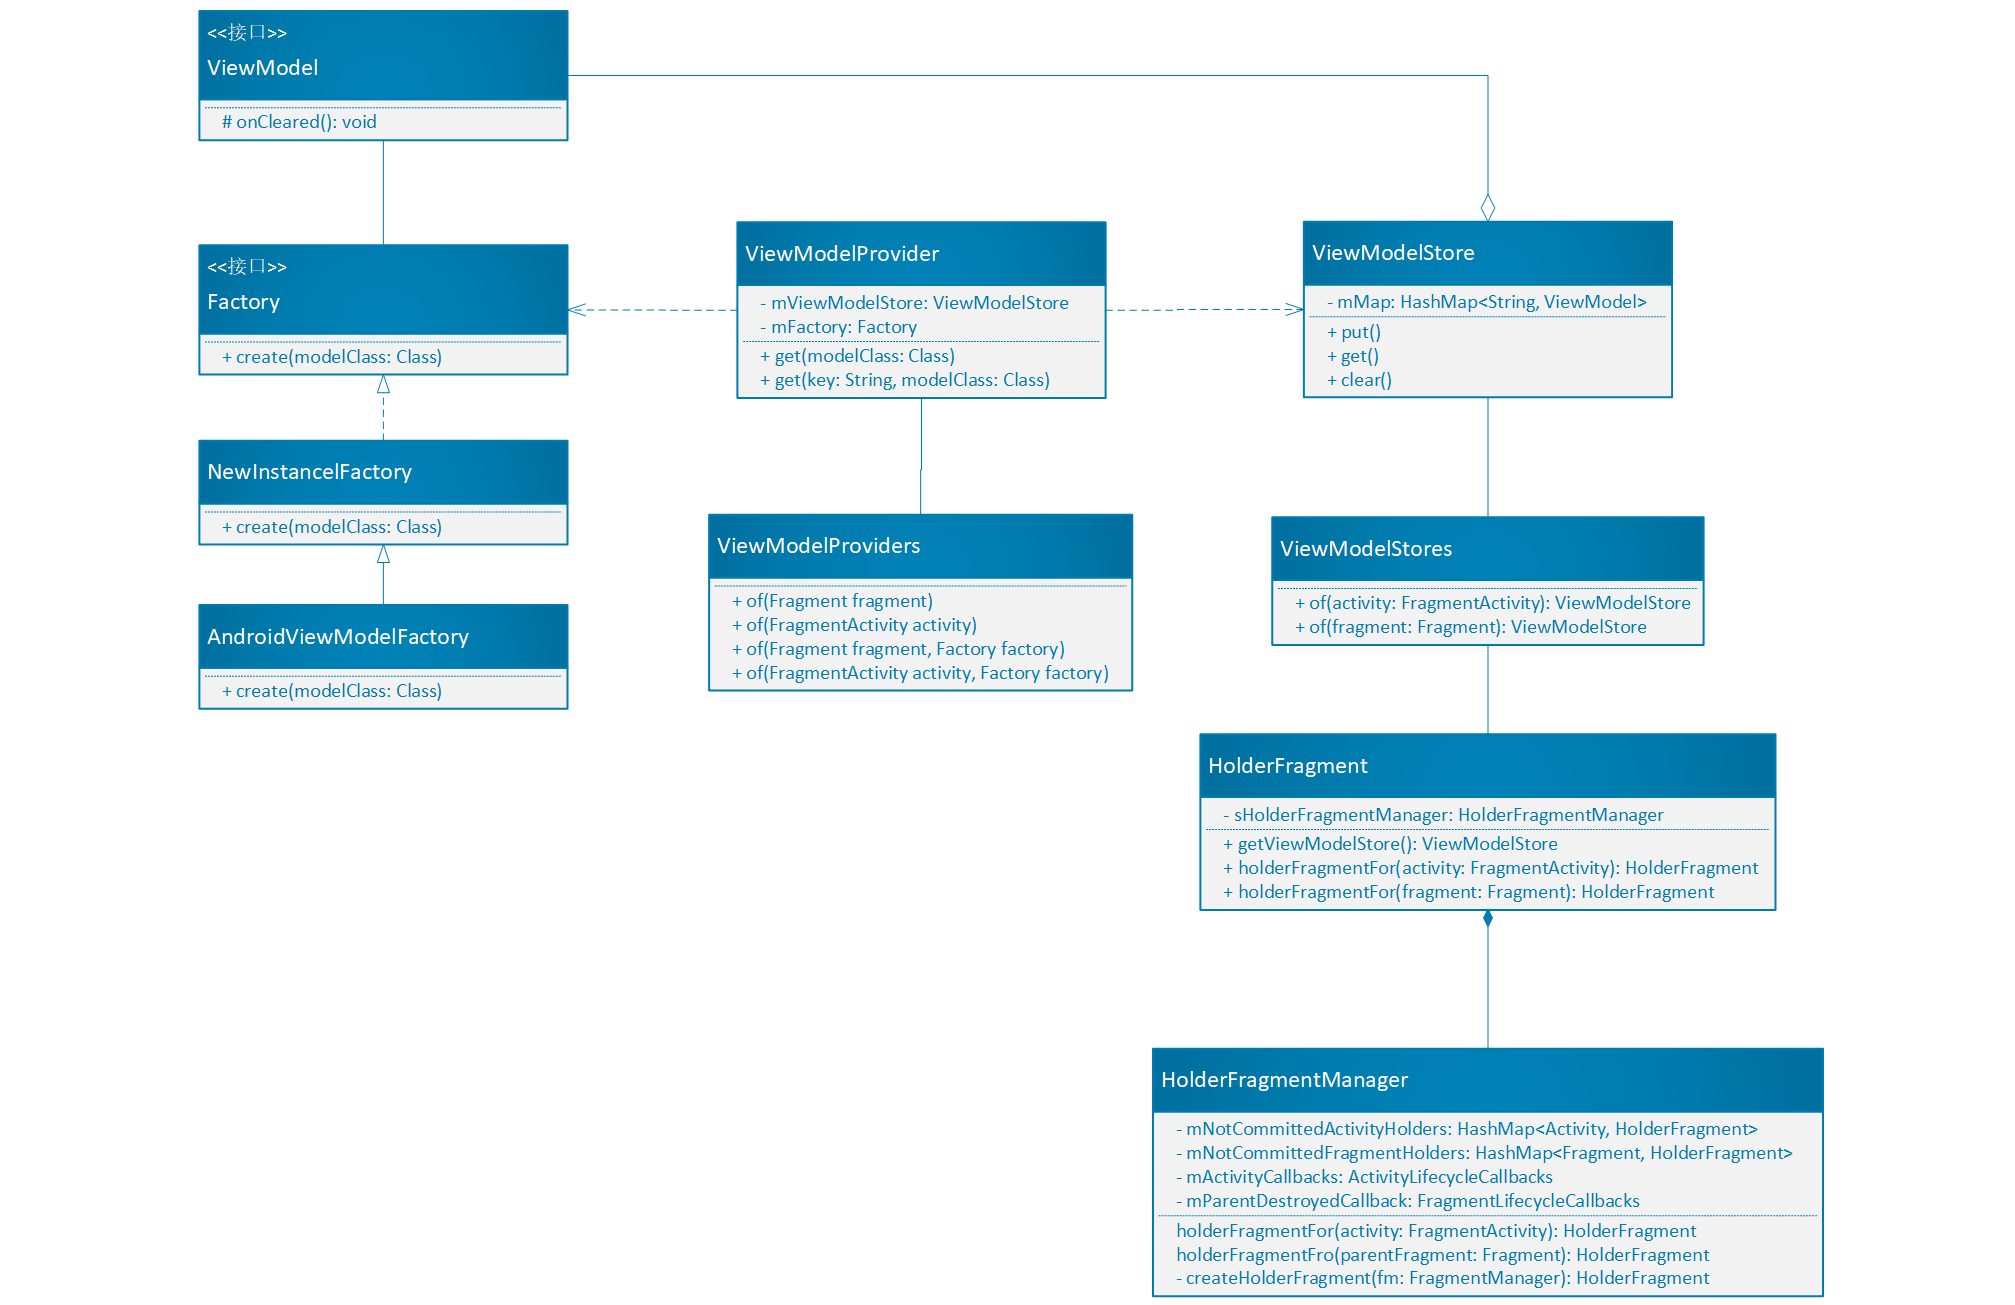 <<接口>>
ViewModel
# onCleared(): void
<<接口>>
Factory
+ create(modelClass: Class)
NewInstancelFactory
+ create(modelClass: Class)
AndroidViewModelFactory
+ create(modelClass: Class)
ViewModelProvider
- mViewModelStore: ViewModelStore
- mFactory: Factory
+ get(modelClass: Class)
+ get(key: String, modelClass: Class)
ViewModelProviders
+ of(Fragment fragment)
+ of(FragmentActivity activity)
+ of(Fragment fragment, Factory factory)
+ of(FragmentActivity activity, Factory factory)
ViewModelStore
- mMap: HashMap<String, ViewModel>
+ put()
+ get()
+ clear()
ViewModelStores
+ of(activity: FragmentActivity): ViewModelStore
+ of(fragment: Fragment): ViewModelStore
HolderFragment
- sHolderFragmentManager: HolderFragmentManager
+ getViewModelStore(): ViewModelStore
+ holderFragmentFor(activity: FragmentActivity): HolderFragment
+ holderFragmentFor(fragment: Fragment): HolderFragment
HolderFragmentManager
- mNotCommittedActivityHolders: HashMap<Activity, HolderFragment>
- mNotCommittedFragmentHolders: HashMap<Fragment, HolderFragment>
- mActivityCallbacks: ActivityLifecycleCallbacks
- mParentDestroyedCallback: FragmentLifecycleCallbacks
holderFragmentFor(activity: FragmentActivity): HolderFragment
holderFragmentFro(parentFragment: Fragment): HolderFragment
- createHolderFragment(fm: FragmentManager): HolderFragment